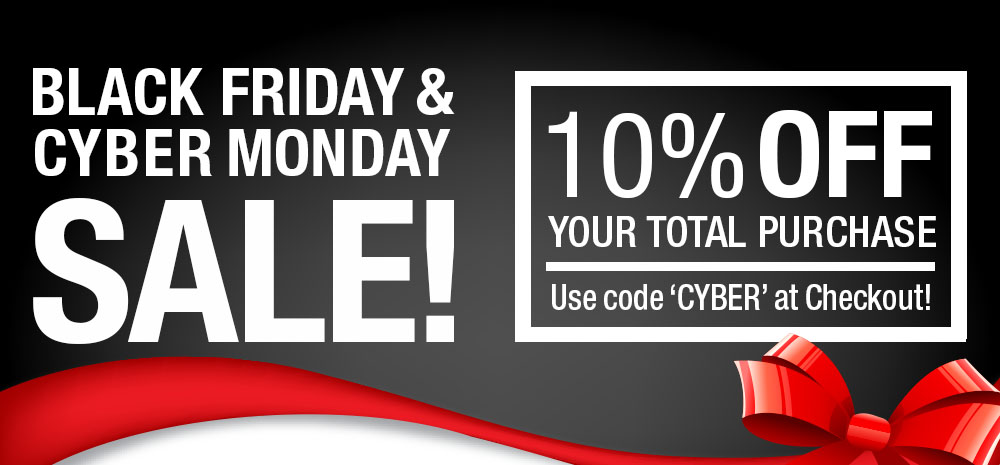 BLACK FRIDAY &
CYBER MONDAY
SALE!
10% OFF
YOUR TOTAL PURCHASE
Use code ‘CYBER’ at Checkout!